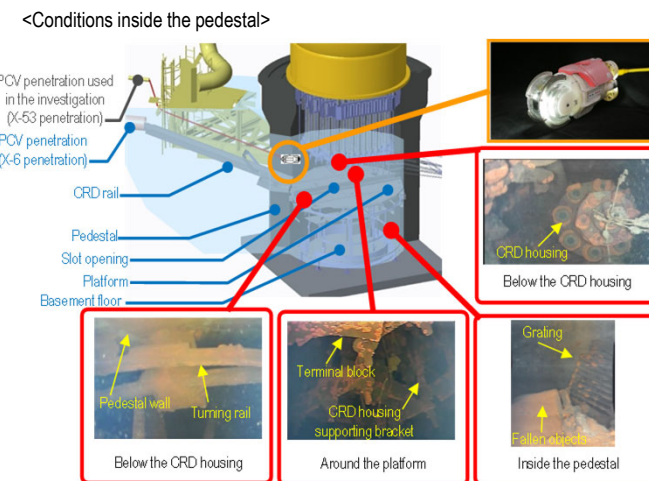 <Conditions inside the pedestal>
PCV penetration used
in the investigation
(X-53 penetration)
PCV penetration
(X-6 penetration)
CRD rail
Pedestal
Slot opening
Platform
Basement floor
CRD housing
Below the CRD housing
Pedestal wall
Turning rail
Below the CRD housing
Terminal block
CRD housing
supporting bracket
Around the platform
Grating
Fallen objects
Inside the pedestal